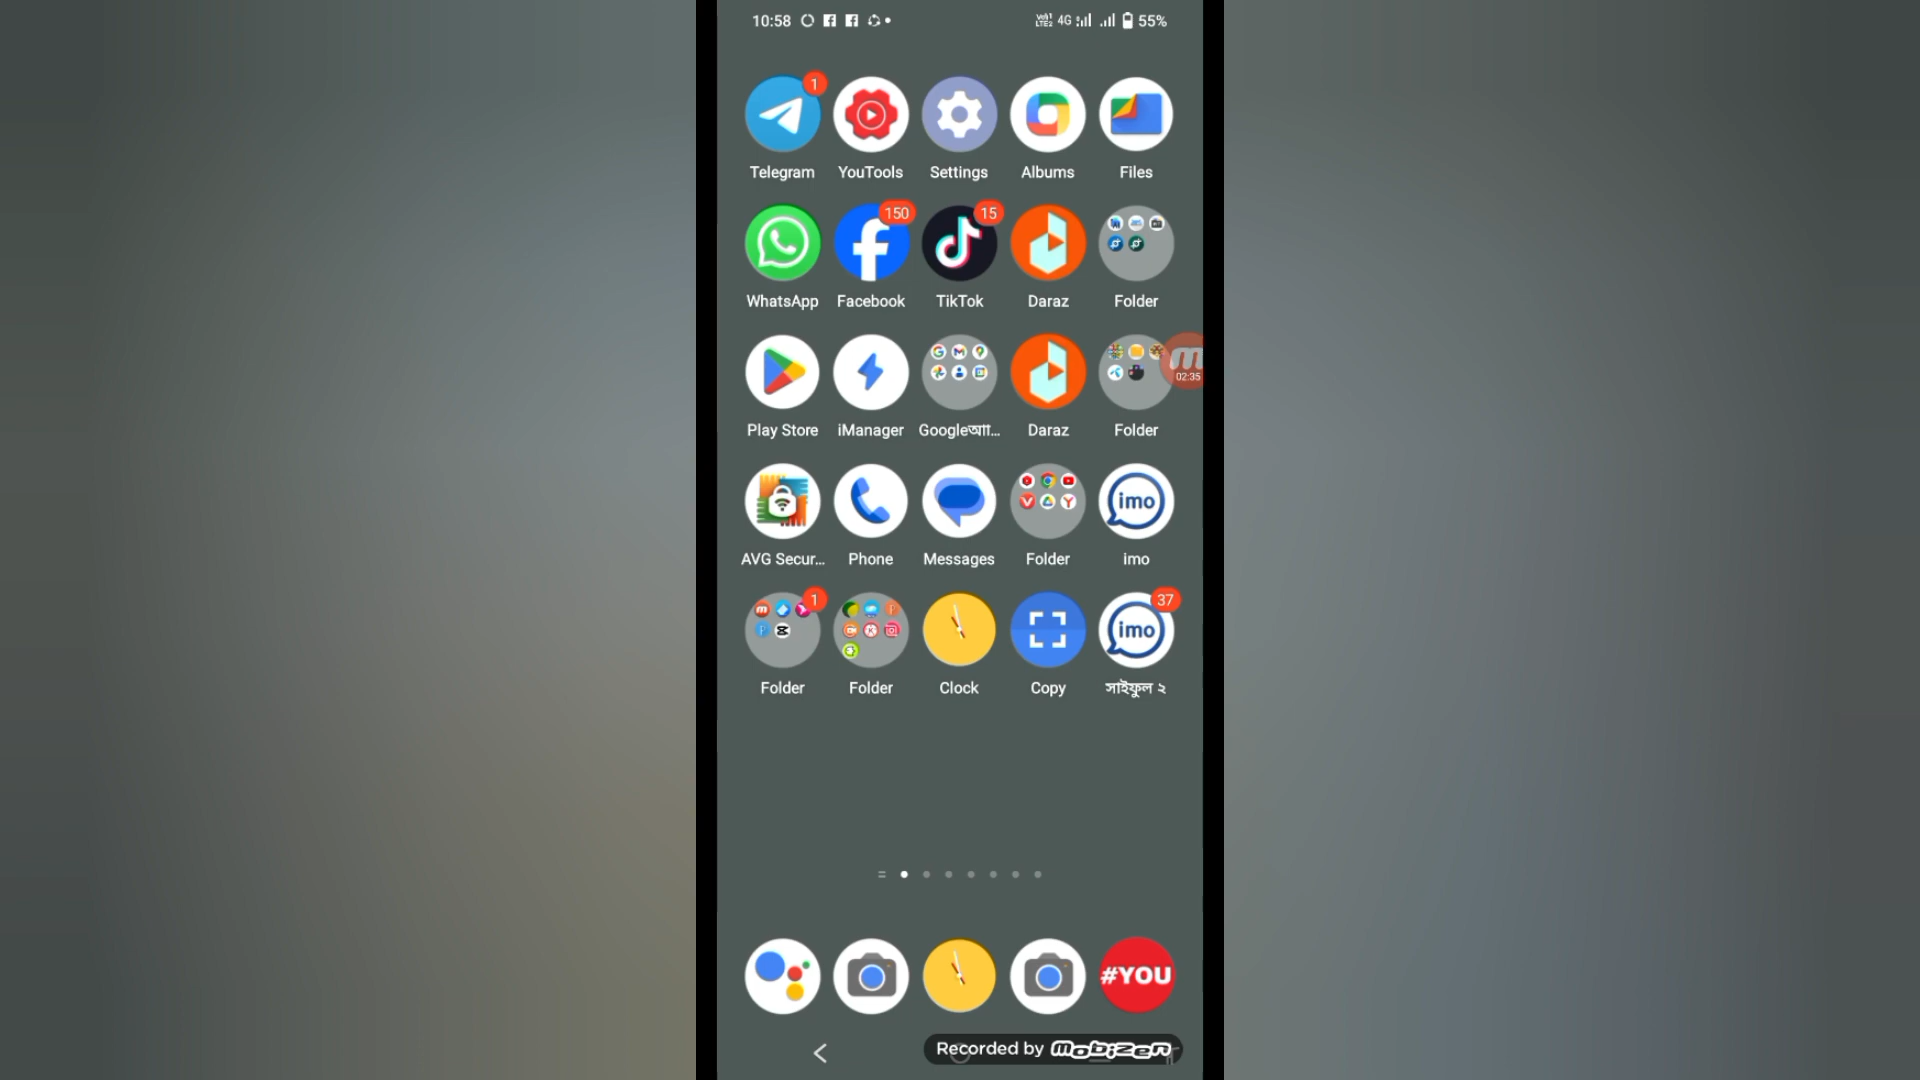 10:58 4G 55%
1
Telegram YouTools Settings Albums Files
150 15
WhatsApp Facebook TikTok Daraz Folder
02:35
Play Store iManager Googleআা... Daraz Folder
imo
AVG Secur... Phone Messages Folder imo
1 37
imo
Folder Folder Clock Copy সাইফুল ২
#YOU
Recorded by mobizen